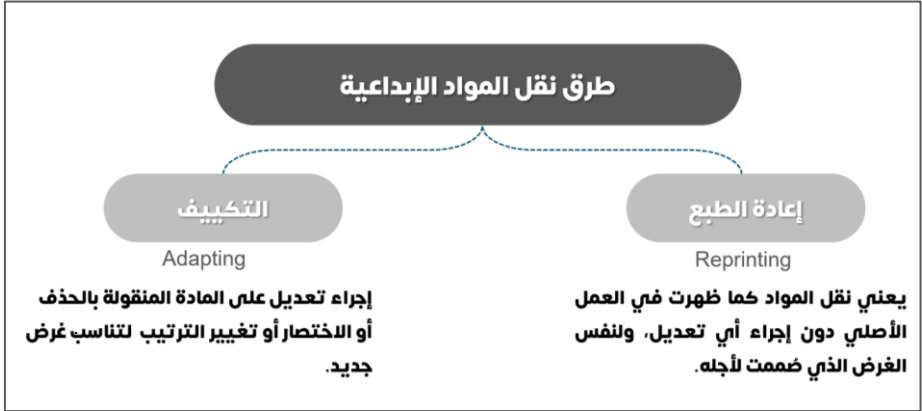 طرق نقل المواد الإبداعية
إعادة الطبع
Reprinting
يعني نقل المواد كما ظهرت في العمل
الأصلي دون إجراء أي تعديل، ولنفس
الغرض الذي صُممت لأجله.
التكييف
Adapting
إجراء تعديل على المادة المنقولة بالحذف
أو الاختصار أو تغيير الترتيب لتناسب غرض
جديد.